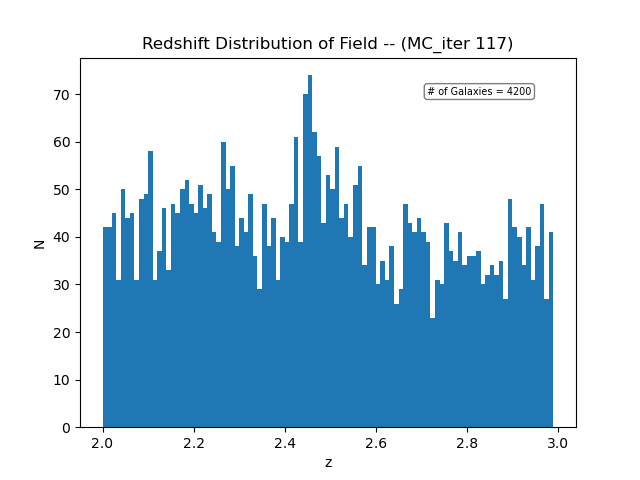 Redshift Distribution of Field -- (MC_iter 117)
# of Galaxies = 4200
70
60
50
40
30
20
10
0
N
2.0 2.2 2.4 2.6 2.8 3.0
z